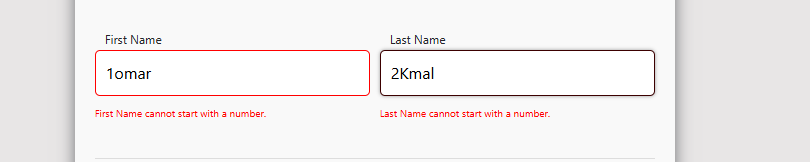 First Name
Last Name
1omar
2Kmal
First Name cannot start with a number.
Last Name cannot start with a number.